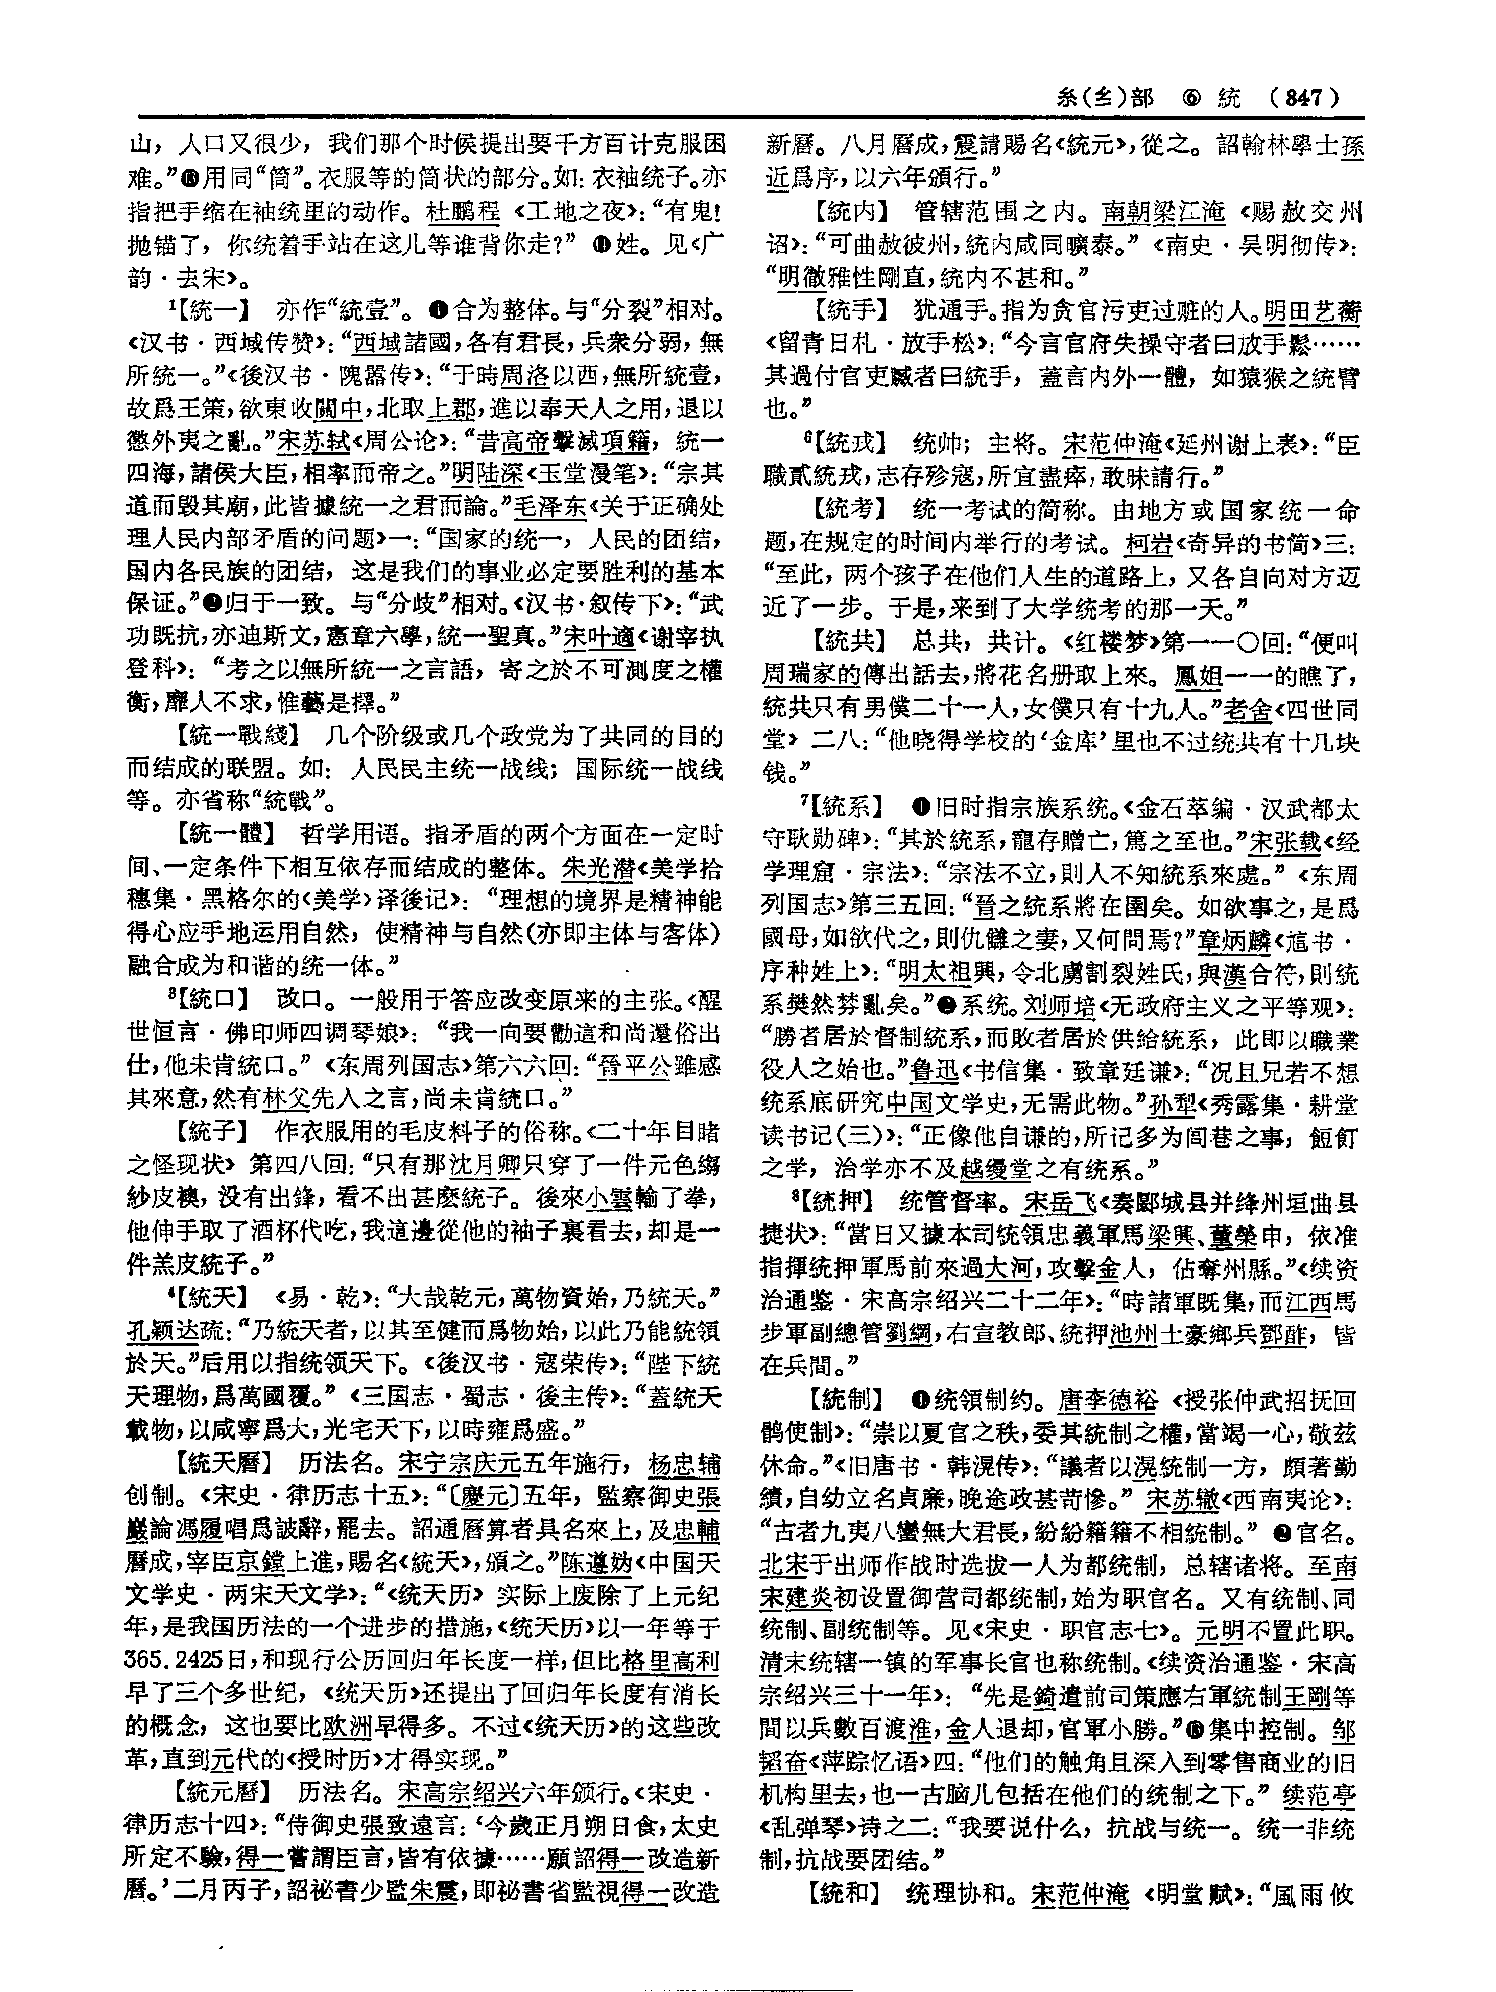 糸(糹)部 ⑥ 統 （847）
山，人口又很少，我们那个时侯提出要千方百计克服困
难。”⓰用同“筒”。衣服等的筒状的部分。如：衣袖统子。亦
指把手缩在袖统里的动作。杜鹏程《工地之夜》：“有鬼！
抛锚了，你统着手站在这儿等谁背你走？” ⓱姓。见《广
韵·去宋》。
¹【統一】 亦作“統壹”。❶合为整体。与“分裂”相对。
《汉书·西域传赞》：“西域諸國，各有君長，兵衆分弱，無
所統一。”《後汉书·隗嚣传》：“于時周洛以西，無所統壹，
故爲王策，欲東收關中，北取上郡，進以奉天人之用，退以
懲外夷之亂。”宋苏轼《周公论》：“昔高帝擊滅項籍，統一
四海，諸侯大臣，相率而帝之。”明陆深《玉堂漫笔》：“宗其
道而毁其廟，此皆據統一之君而論。”毛泽东《关于正确处
理人民内部矛盾的问题》一：“国家的统一，人民的团结，
国内各民族的团结，这是我们的事业必定要胜利的基本
保证。”❷归于一致。与“分歧”相对。《汉书·叙传下》：“武
功既抗，亦迪斯文，憲章六學，統一聖真。”宋叶適《谢宰执
登科》：“考之以無所統一之言語，寄之於不可測度之權
衡，靡人不求，惟藝是擇。”
【統一戰綫】 几个阶级或几个政党为了共同的目的
而结成的联盟。如：人民民主统一战线；国际统一战线
等。亦省称“統戰”。
【統一體】 哲学用语。指矛盾的两个方面在一定时
间、一定条件下相互依存而结成的整体。朱光潜《美学拾
穗集·黑格尔的〈美学〉译後记》：“理想的境界是精神能
得心应手地运用自然，使精神与自然(亦即主体与客体)
融合成为和谐的统一体。”
³【統口】 改口。一般用于答应改变原来的主张。《醒
世恒言·佛印师四调琴娘》：“我一向要勸這和尚還俗出
仕，他未肯統口。” 《东周列国志》第六六回：“晉平公雖感
其來意，然有林父先入之言，尚未肯統口。”
【統子】 作衣服用的毛皮料子的俗称。《二十年目睹
之怪现状》第四八回：“只有那沈月卿只穿了一件元色縐
紗皮襖，没有出鋒，看不出甚麽統子。後來小雲輸了拳，
他伸手取了酒杯代吃，我這邊從他的袖子裏看去，却是一
件羔皮統子。”
⁴【統天】 《易·乾》：“大哉乾元，萬物資始，乃統天。”
孔颖达疏：“乃統天者，以其至健而爲物始，以此乃能統領
於天。”后用以指统领天下。《後汉书·寇荣传》：“陛下統
天理物，爲萬國覆。” 《三国志·蜀志·後主传》：“蓋統天
載物，以咸寧爲大，光宅天下，以時雍爲盛。”
【統天曆】 历法名。宋宁宗庆元五年施行，杨忠辅
创制。《宋史·律历志十五》：“〔慶元〕五年，監察御史張
巖論馮履唱爲詖辭，罷去。詔通曆算者具名來上，及忠輔
曆成，宰臣京鏜上進，賜名《統天》，頒之。”陈遵妫《中国天
文学史·两宋天文学》：“《统天历》实际上废除了上元纪
年，是我国历法的一个进步的措施，《统天历》以一年等于
365.2425日，和现行公历回归年长度一样，但比格里高利
早了三个多世纪，《统天历》还提出了回归年长度有消长
的概念，这也要比欧洲早得多。不过《统天历》的这些改
革，直到元代的《授时历》才得实现。”
【統元曆】 历法名。宋高宗绍兴六年颁行。《宋史·
律历志十四》：“侍御史張致遠言：‘今歲正月朔日食，太史
所定不驗，得一嘗謂臣言，皆有依據……願詔得一改造新
曆。’二月丙子，詔祕書少監朱震，即祕書省監視得一改造
新曆。八月曆成，震請賜名《統元》，從之。詔翰林學士孫
近爲序，以六年頒行。”
【統内】 管辖范围之内。南朝梁江淹《赐赦交州
诏》：“可曲赦彼州，統内咸同曠泰。” 《南史·吴明彻传》：
“明徹雅性剛直，統内不甚和。”
【統手】 犹通手。指为贪官污吏过赃的人。明田艺蘅
《留青日札·放手松》：“今言官府失操守者曰放手鬆……
其過付官吏贓者曰統手，蓋言内外一體，如猿猴之統臂
也。”
⁶【統戎】 统帅；主将。宋范仲淹《延州谢上表》：“臣
職貳統戎，志存殄寇，所宜盡瘁，敢昧請行。”
【統考】 统一考试的简称。由地方或国家统一命
题，在规定的时间内举行的考试。柯岩《奇异的书简》三：
“至此，两个孩子在他们人生的道路上，又各自向对方迈
近了一步。于是，来到了大学统考的那一天。”
【統共】 总共，共计。《红楼梦》第一一〇回：“便叫
周瑞家的傳出話去，將花名册取上來。鳳姐一一的瞧了，
統共只有男僕二十一人，女僕只有十九人。”老舍《四世同
堂》二八：“他晓得学校的‘金库’里也不过统共有十几块
钱。”
⁷【統系】 ❶旧时指宗族系统。《金石萃编·汉武都太
守耿勋碑》：“其於統系，寵存贈亡，篤之至也。”宋张载《经
学理窟·宗法》：“宗法不立，則人不知統系來處。” 《东周
列国志》第三五回：“晉之統系將在圉矣。如欲事之，是爲
國母，如欲代之，則仇讎之妻，又何問焉？”章炳麟《訄书·
序种姓上》：“明太祖興，令北虜割裂姓氏，與漢合符，則統
系樊然棼亂矣。”❷系统。刘师培《无政府主义之平等观》：
“勝者居於督制統系，而敗者居於供給統系，此即以職業
役人之始也。”鲁迅《书信集·致章廷谦》：“况且兄若不想
统系底研究中国文学史，无需此物。”孙犁《秀露集·耕堂
读书记(三)》：“正像他自谦的，所记多为闾巷之事，饾饤
之学，治学亦不及越缦堂之有统系。”
⁸【統押】 统管督率。宋岳飞《奏郾城县并绛州垣曲县
捷状》：“當日又據本司統領忠義軍馬梁興、董榮申，依准
指揮統押軍馬前來過大河，攻擊金人，佔奪州縣。”《续资
治通鉴·宋高宗绍兴二十二年》：“時諸軍既集，而江西馬
步軍副總管劉綱，右宣教郎、統押池州土豪鄉兵鄧酢，皆
在兵間。”
【統制】 ❶统領制约。唐李德裕《授张仲武招抚回
鹘使制》：“崇以夏官之秩，委其統制之權，當竭一心，敬兹
休命。”《旧唐书·韩滉传》：“議者以滉統制一方，頗著勤
績，自幼立名貞廉，晚途政甚苛慘。” 宋苏辙《西南夷论》：
“古者九夷八蠻無大君長，紛紛籍籍不相統制。” ❷官名。
北宋于出师作战时选拔一人为都统制，总辖诸将。至南
宋建炎初设置御营司都统制，始为职官名。又有统制、同
统制、副统制等。见《宋史·职官志七》。元明不置此职。
清末统辖一镇的军事长官也称统制。《续资治通鉴·宋高
宗绍兴三十一年》：“先是錡遣前司策應右軍統制王剛等
間以兵數百渡淮，金人退却，官軍小勝。”❸集中控制。邹
韬奋《萍踪忆语》四：“他们的触角且深入到零售商业的旧
机构里去，也一古脑儿包括在他们的统制之下。” 续范亭
《乱弹琴》诗之二：“我要说什么，抗战与统一。统一非统
制，抗战要团结。”
【統和】 统理协和。宋范仲淹《明堂赋》：“風雨攸